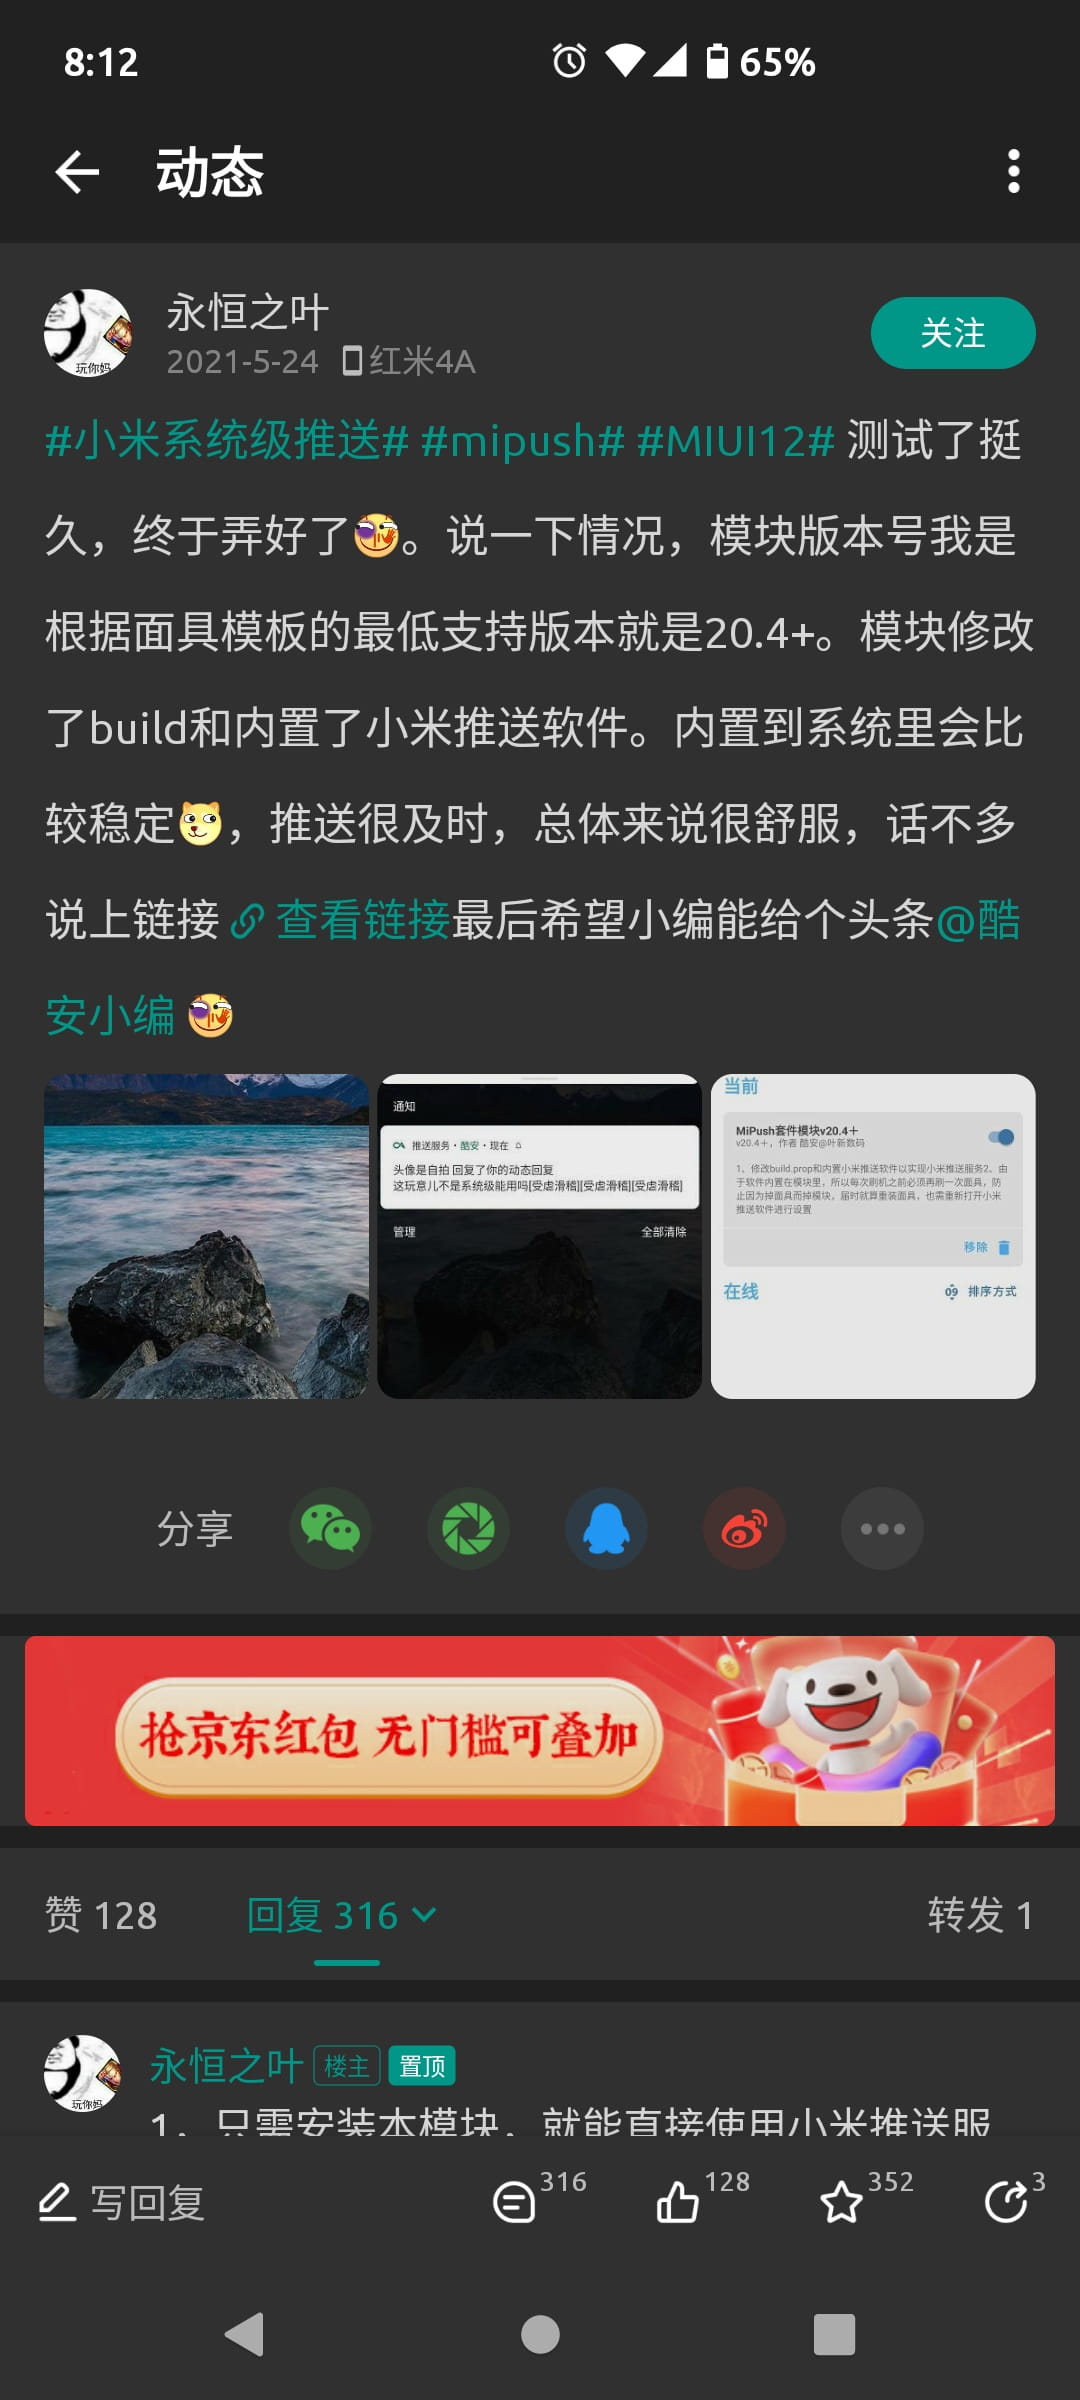 8:12
65%
动态
永恒之叶
关注
2021-5-24 红米4A
#小米系统级推送# #mipush# #MIUI12# 测试了挺
久，终于弄好了。说一下情况，模块版本号我是
根据面具模板的最低支持版本就是20.4+。模块修改
了build和内置了小米推送软件。内置到系统里会比
较稳定，推送很及时，总体来说很舒服，话不多
说上链接 查看链接最后希望小编能给个头条@酷
安小编
通知
推送服务·酷安·现在
头像是自拍 回复了你的动态回复
这玩意儿不是系统级能用吗[受虐滑稽][受虐滑稽][受虐滑稽]
管理
全部清除
当前
MiPush套件模块v20.4+
v20.4+，作者 酷安@叶新数码
1、修改build.prop和内置小米推送软件以实现小米推送服务2、由
于软件内置在模块里，所以每次刷机之前必须再刷一次面具，防
止因为掉面具而掉模块，届时就算重装面具，也需重新打开小米
推送软件进行设置
移除
在线
排序方式
分享
抢京东红包 无门槛可叠加
赞 128
回复 316
转发 1
永恒之叶 楼主 置顶
1、只需安装本模块，就能直接使用小米推送服
写回复
316
128
352
3